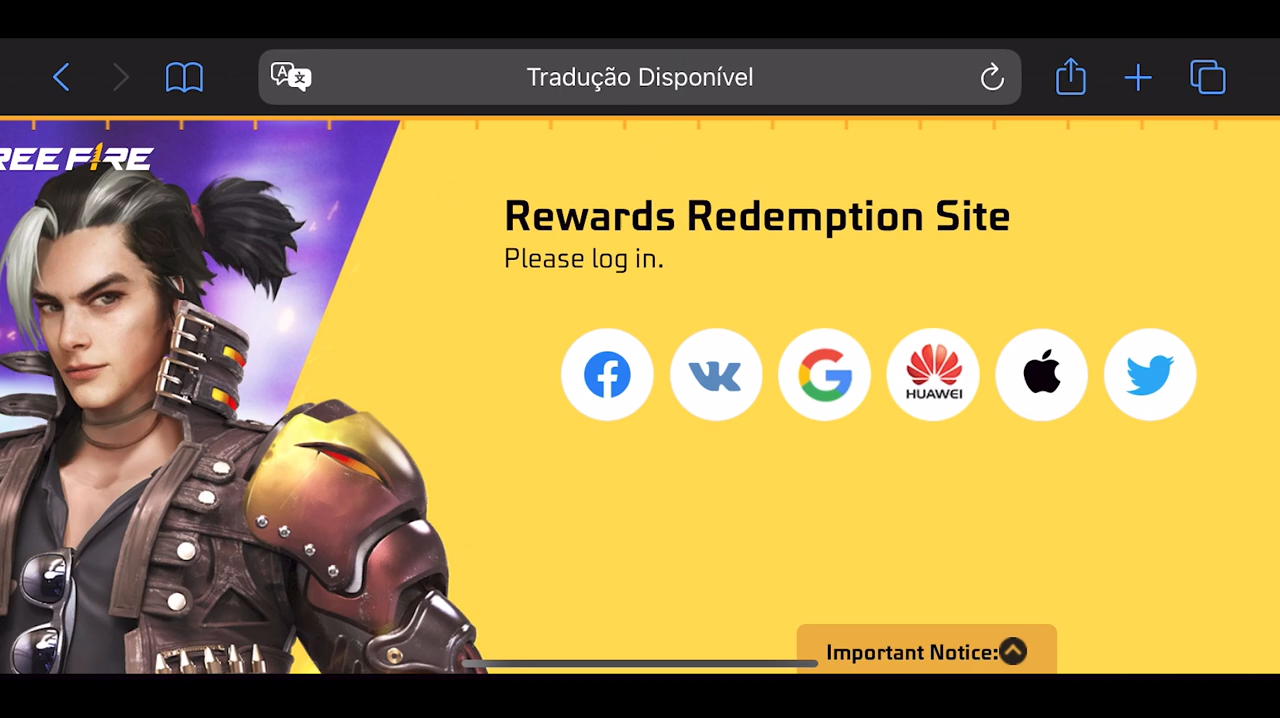 Tradução Disponível
REE FIRE
Rewards Redemption Site
Please log in.
HUAWEI
Important Notice: